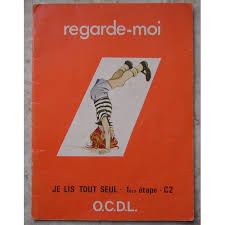 regarde-moi
JE LIS TOUT SEUL - 1ère étape - C2
O.C.D.L.